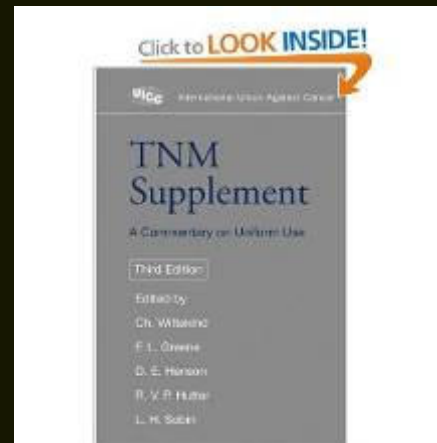 Click to LOOK INSIDE!
UICC International Union Against Cancer
TNM
Supplement
A Commentary on Uniform Use
Third Edition
Edited by
Ch. Wittekind
F. L. Greene
D. E. Henson
R. V. P. Hutter
L. H. Sobin